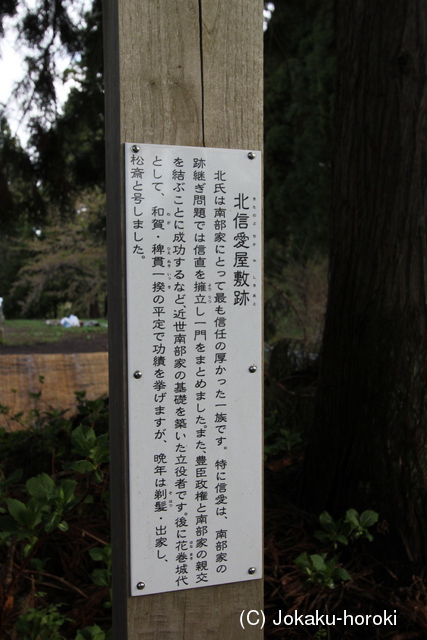 北信愛屋敷跡
北氏は南部家にとって最も信任の厚かった一族です。特に信愛は、南部家の
跡継ぎ問題では信直を擁立し一門をまとめました。また、豊臣政権と南部家の親交
を結ぶことに成功するなど、近世南部家の基礎を築いた立役者です。後に花巻城代
として、和賀・稗貫一揆の平定で功績を挙げますが、晩年は剃髪・出家し、
松斎と号しました。
(C) Jokaku-horoki